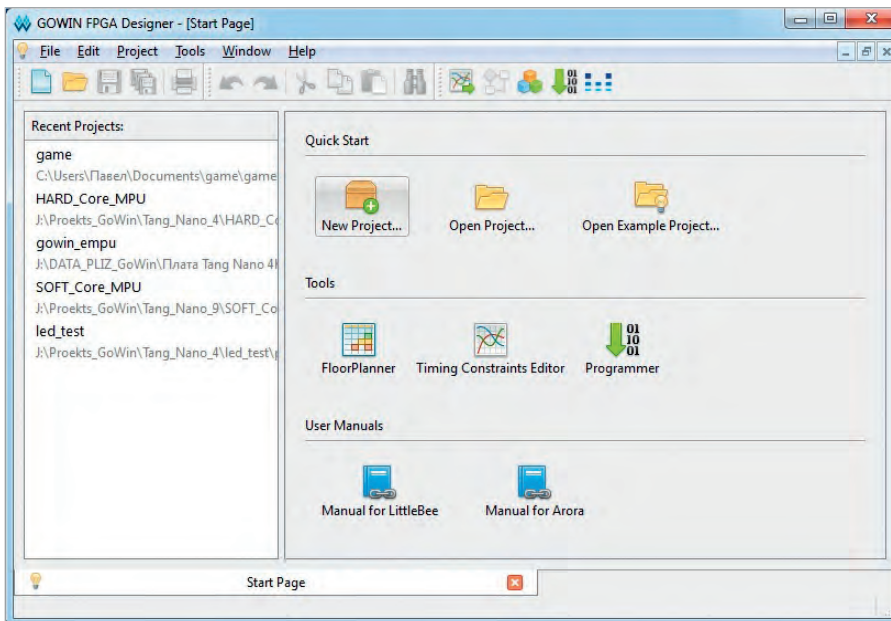 GOWIN FPGA Designer - [Start Page]
File Edit Project Tools Window Help
Recent Projects:
game
C:\Users\Павел\Documents\game\game
HARD_Core_MPU
J:\Proekts_GoWin\Tang_Nano_4\HARD_Co
gowin_empu
J:\DATA_PLIZ_GoWin\Плата Tang Nano 4
SOFT_Core_MPU
J:\Proekts_GoWin\Tang_Nano_9\SOFT_Co
led_test
J:\Proekts_GoWin\Tang_Nano_4\led_test\
Quick Start
New Project... Open Project... Open Example Project...
Tools
FloorPlanner Timing Constraints Editor Programmer
User Manuals
Manual for LittleBee Manual for Arora
Start Page